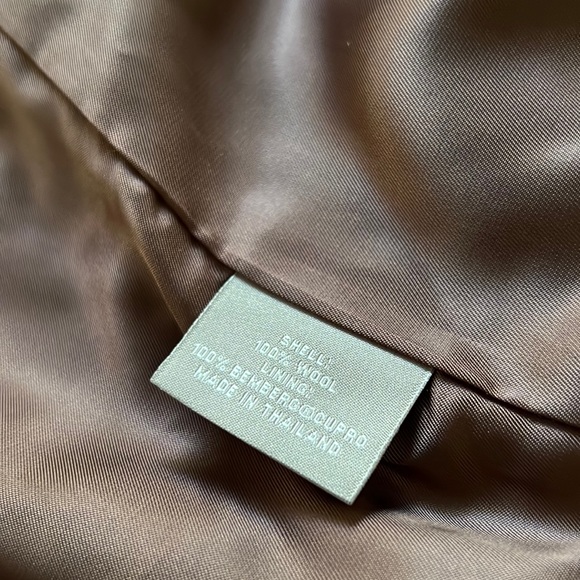 SHELL:
100% WOOL
LINING:
100% BEMBERG®CUPRO
MADE IN THAILAND